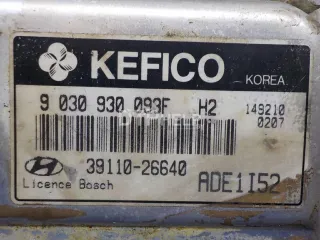 KEFICO
KOREA
9 030 930 093F H2 149210
0207
39110-26640
Licence Bosch ADE1I52